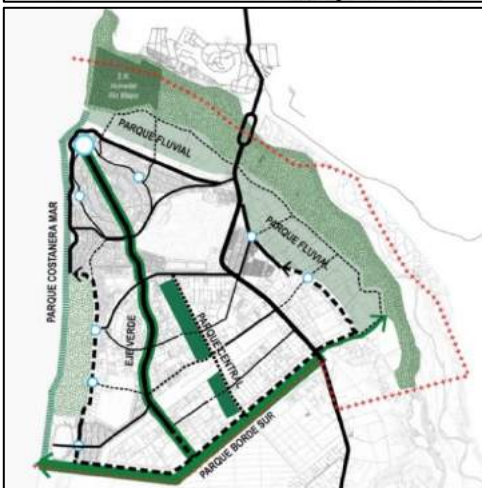 PARQUE FLUVIAL
PARQUE COSTANERA MAR
PARQUE FLUVIAL
EJE VERDE
PARQUE CENTRAL
PARQUE BORDE SUR